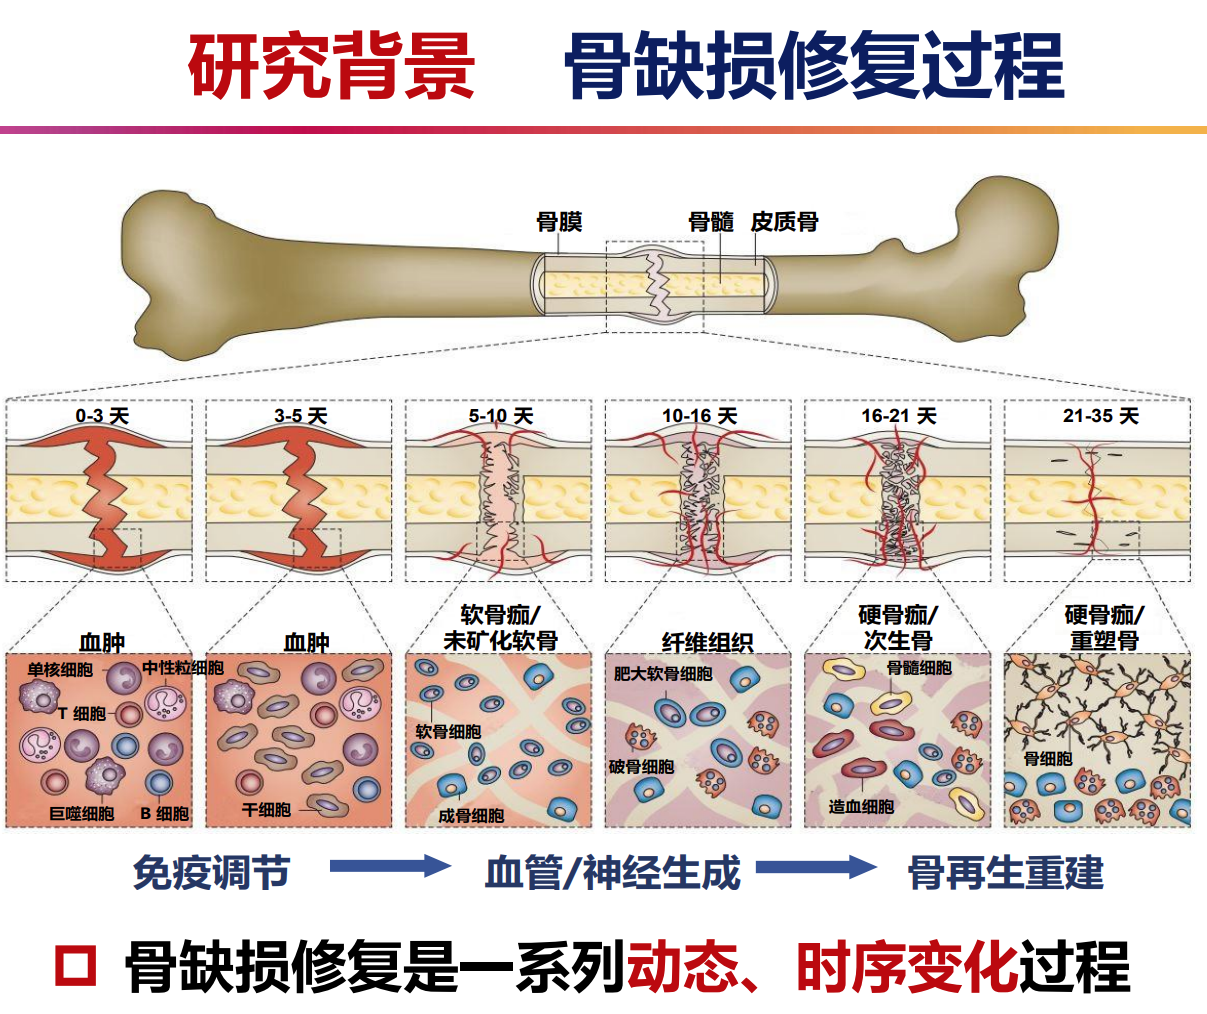 研究背景 骨缺损修复过程
骨膜 骨髓 皮质骨
0-3 天 3-5 天 5-10 天 10-16 天 16-21 天 21-35 天
血肿
血肿
软骨痂/
未矿化软骨
纤维组织
硬骨痂/
次生骨
硬骨痂/
重塑骨
单核细胞 中性粒细胞
T 细胞
巨噬细胞 B 细胞
干细胞
软骨细胞
成骨细胞
肥大软骨细胞
破骨细胞
骨髓细胞
造血细胞
骨细胞
免疫调节 血管/神经生成 骨再生重建
骨缺损修复是一系列动态、时序变化过程